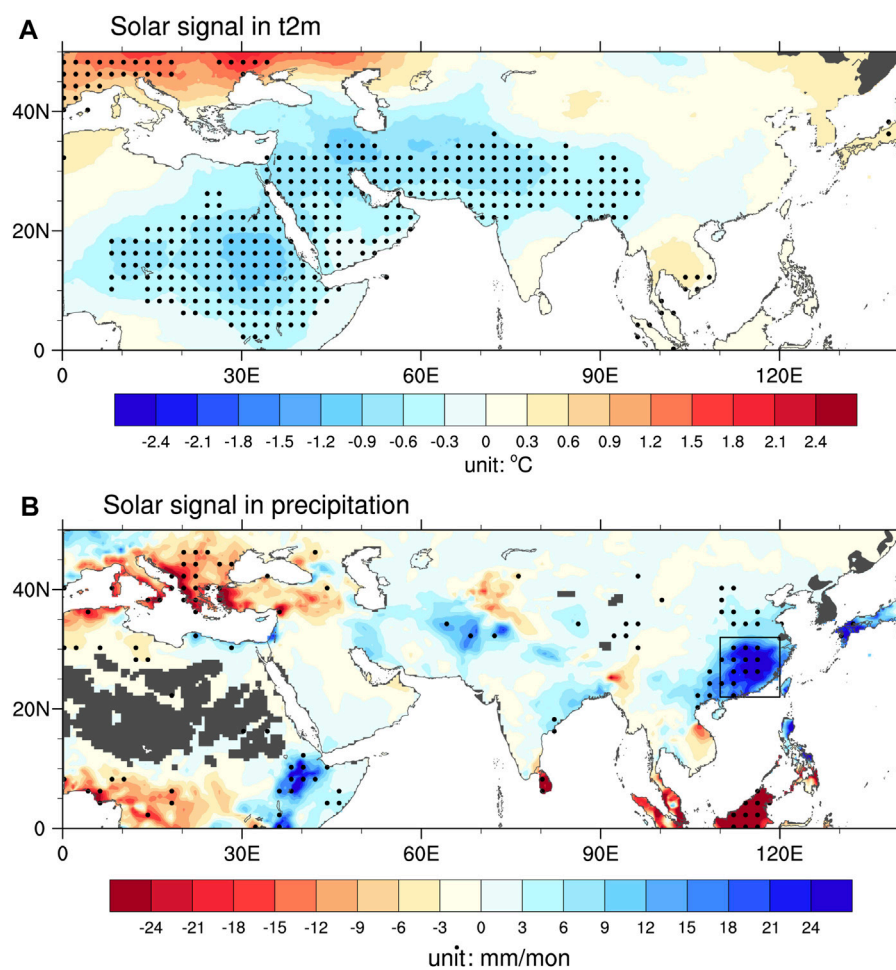 A Solar signal in t2m
40N
20N
0
0 30E 60E 90E 120E
-2.4 -2.1 -1.8 -1.5 -1.2 -0.9 -0.6 -0.3 0 0.3 0.6 0.9 1.2 1.5 1.8 2.1 2.4
unit: °C
B Solar signal in precipitation
40N
20N
0
0 30E 60E 90E 120E
-24 -21 -18 -15 -12 -9 -6 -3 0 3 6 9 12 15 18 21 24
unit: mm/mon